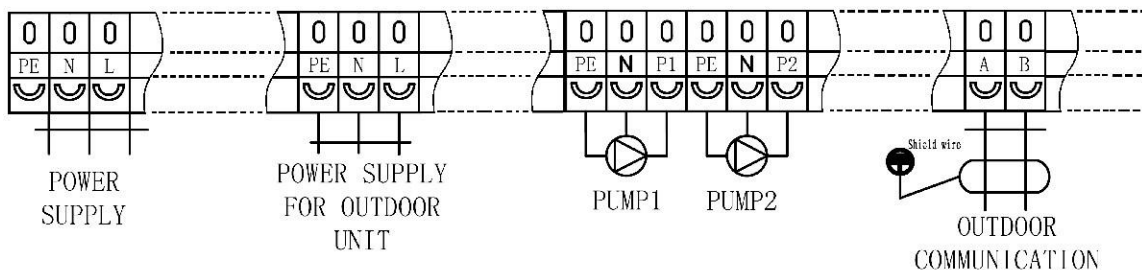 0 0 0 0 0 0 0 0 0 0 0 0 0 0
PE N L PE N L PE N P1 PE N P2 A B
Shield wire
POWER
SUPPLY
POWER SUPPLY
FOR OUTDOOR
UNIT
PUMP1 PUMP2
OUTDOOR
COMMUNICATION